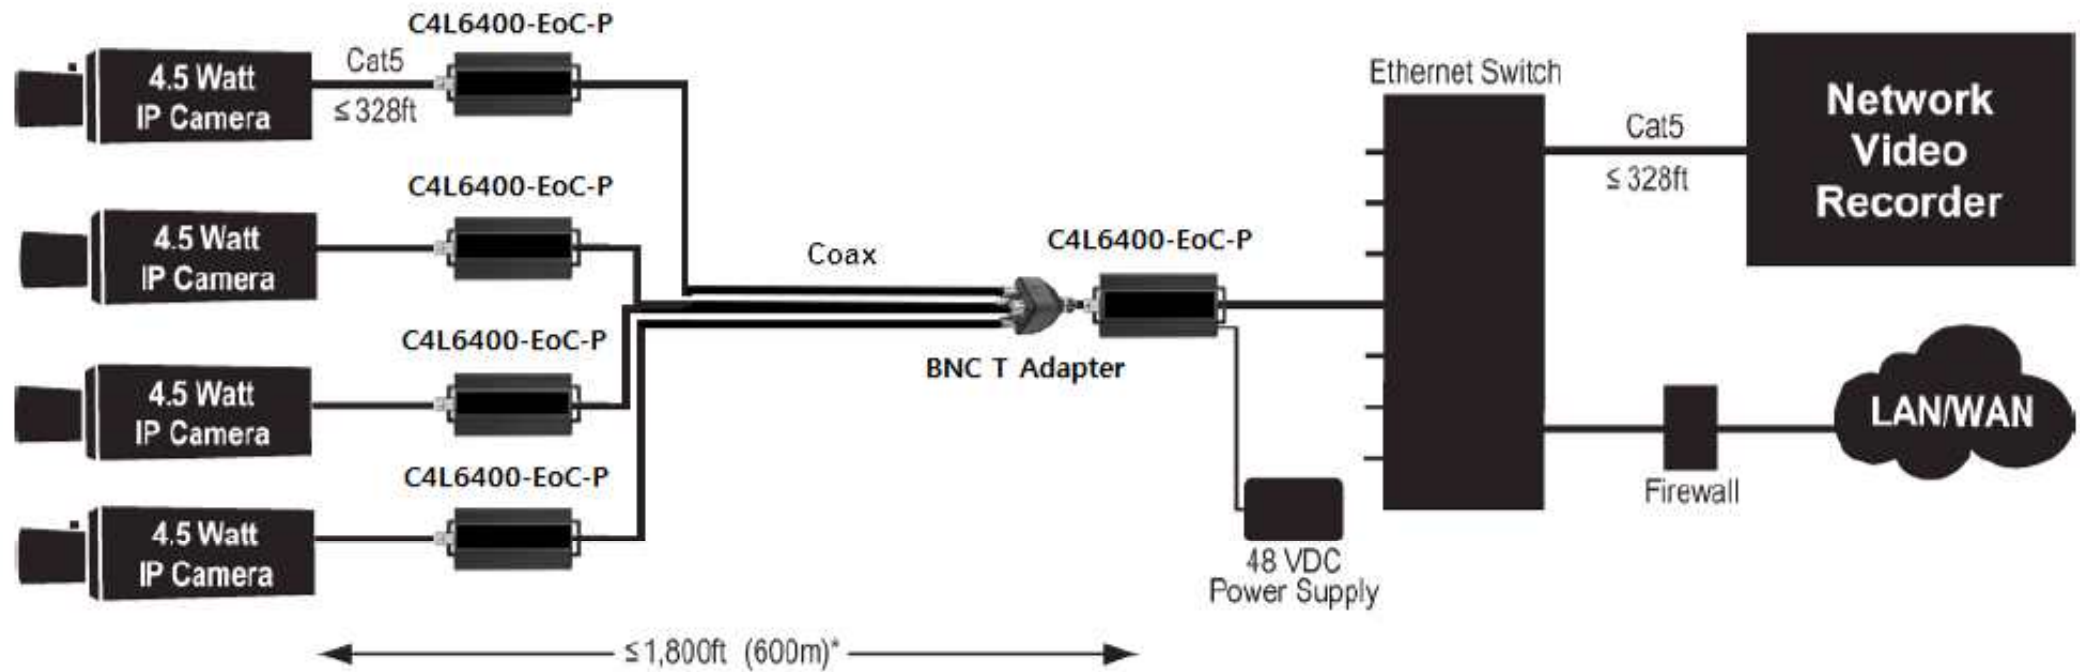 C4L6400-EoC-P
4.5 Watt
IP Camera
Cat5
≤ 328ft
C4L6400-EoC-P
4.5 Watt
IP Camera
C4L6400-EoC-P
4.5 Watt
IP Camera
C4L6400-EoC-P
4.5 Watt
IP Camera
Coax
BNC T Adapter
C4L6400-EoC-P
48 VDC
Power Supply
Ethernet Switch
Cat5
≤ 328ft
Network
Video
Recorder
Firewall
LAN/WAN
≤1,800ft (600m)*